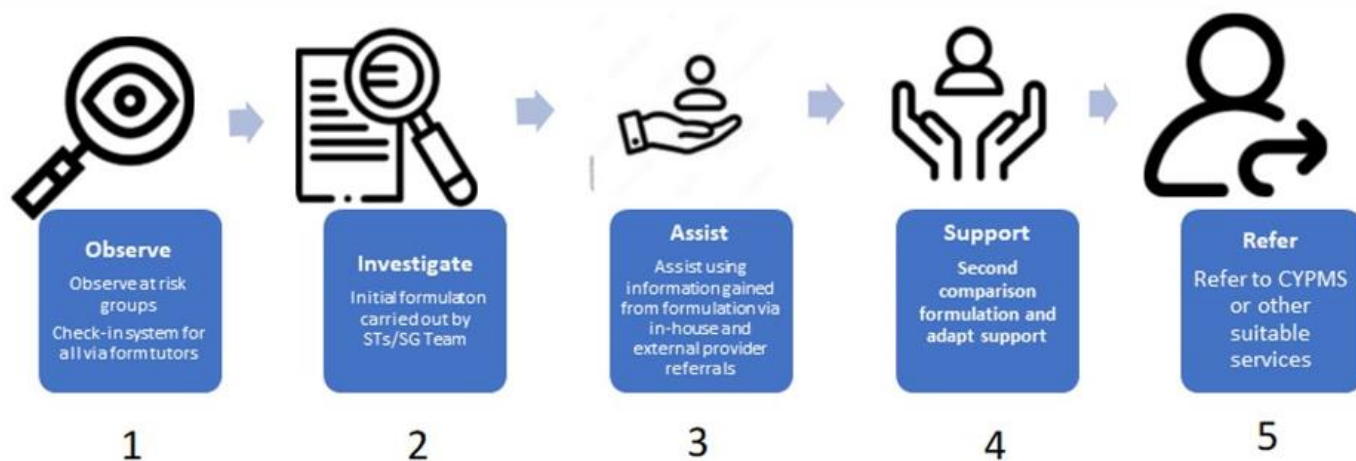 Observe
Observe at risk
groups
Check-in system for
all via form tutors
1
Investigate
Initial formulaton
carried out by
STs/SG Team
2
Assist
Assist using
information gained
from formulation via
in-house and
external provider
referrals
3
Support
Second
comparison
formulation and
adapt support
4
Refer
Refer to CYPMS
or other
suitable
services
5